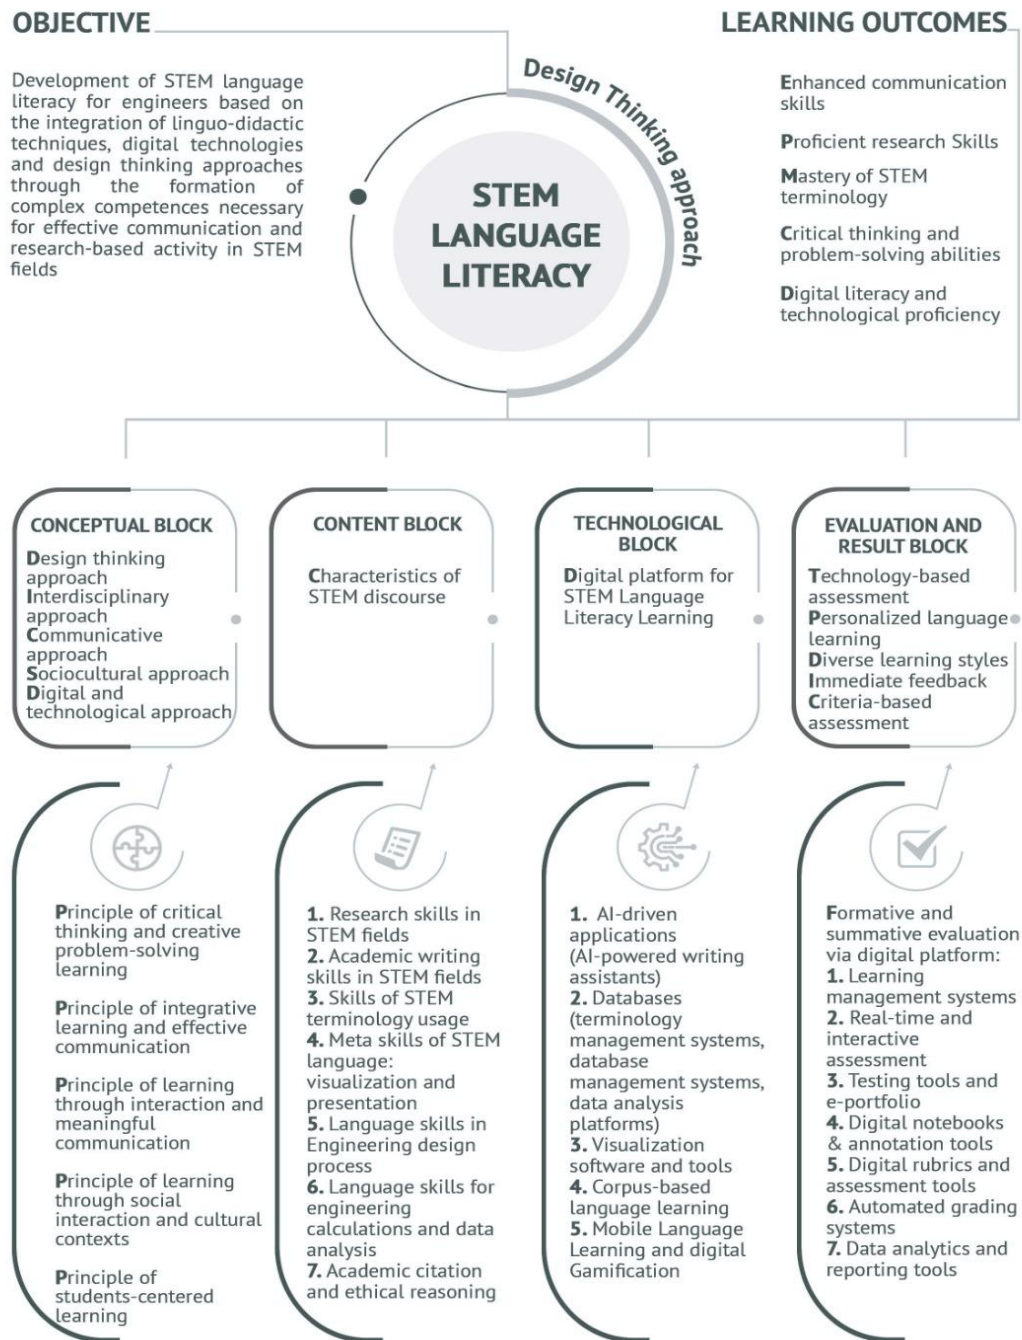 OBJECTIVE
Development of STEM language
literacy for engineers based on
the integration of linguo-didactic
techniques, digital technologies
and design thinking approaches
through the formation of
complex competences necessary
for effective communication and
research-based activity in STEM
fields
Design Thinking approach
STEM
LANGUAGE
LITERACY
LEARNING OUTCOMES
Enhanced communication
skills
Proficient research Skills
Mastery of STEM
terminology
Critical thinking and
problem-solving abilities
Digital literacy and
technological proficiency
CONCEPTUAL BLOCK
Design thinking
approach
Interdisciplinary
approach
Communicative
approach
Sociocultural approach
Digital and
technological approach
CONTENT BLOCK
Characteristics of
STEM discourse
TECHNOLOGICAL
BLOCK
Digital platform for
STEM Language
Literacy Learning
EVALUATION AND
RESULT BLOCK
Technology-based
assessment
Personalized language
learning
Diverse learning styles
Immediate feedback
Criteria-based
assessment
Principle of critical
thinking and creative
problem-solving
learning
Principle of integrative
learning and effective
communication
Principle of learning
through interaction and
meaningful
communication
Principle of learning
through social
interaction and cultural
contexts
Principle of
students-centered
learning
1. Research skills in
STEM fields
2. Academic writing
skills in STEM fields
3. Skills of STEM
terminology usage
4. Meta skills of STEM
language:
visualization and
presentation
5. Language skills in
Engineering design
process
6. Language skills for
engineering
calculations and data
analysis
7. Academic citation
and ethical reasoning
1. AI-driven
applications
(AI-powered writing
assistants)
2. Databases
(terminology
management systems,
database
management systems,
data analysis
platforms)
3. Visualization
software and tools
4. Corpus-based
language learning
5. Mobile Language
Learning and digital
Gamification
Formative and
summative evaluation
via digital platform:
1. Learning
management systems
2. Real-time and
interactive
assessment
3. Testing tools and
e-portfolio
4. Digital notebooks
& annotation tools
5. Digital rubrics and
assessment tools
6. Automated grading
systems
7. Data analytics and
reporting tools